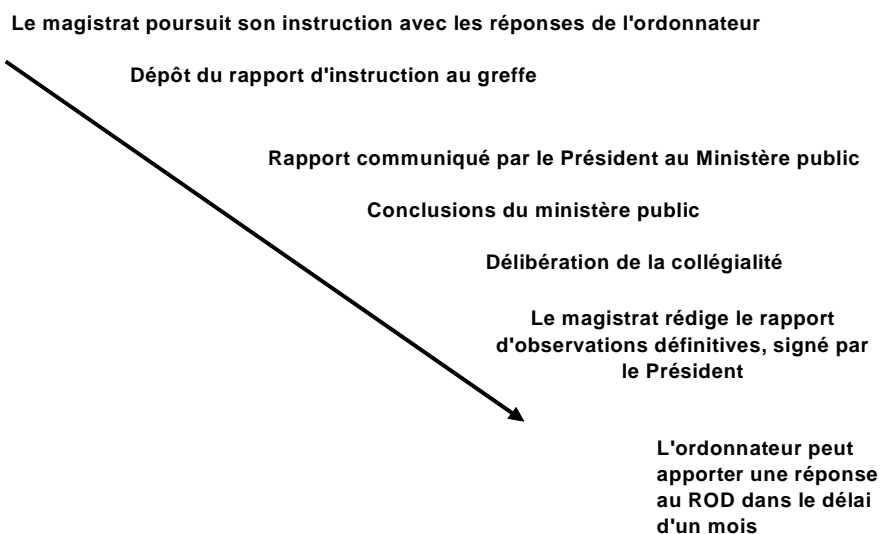 Le magistrat poursuit son instruction avec les réponses de l'ordonnateur
Dépôt du rapport d'instruction au greffe
Rapport communiqué par le Président au Ministère public
Conclusions du ministère public
Délibération de la collégialité
Le magistrat rédige le rapport
d'observations définitives, signé par
le Président
L'ordonnateur peut
apporter une réponse
au ROD dans le délai
d'un mois